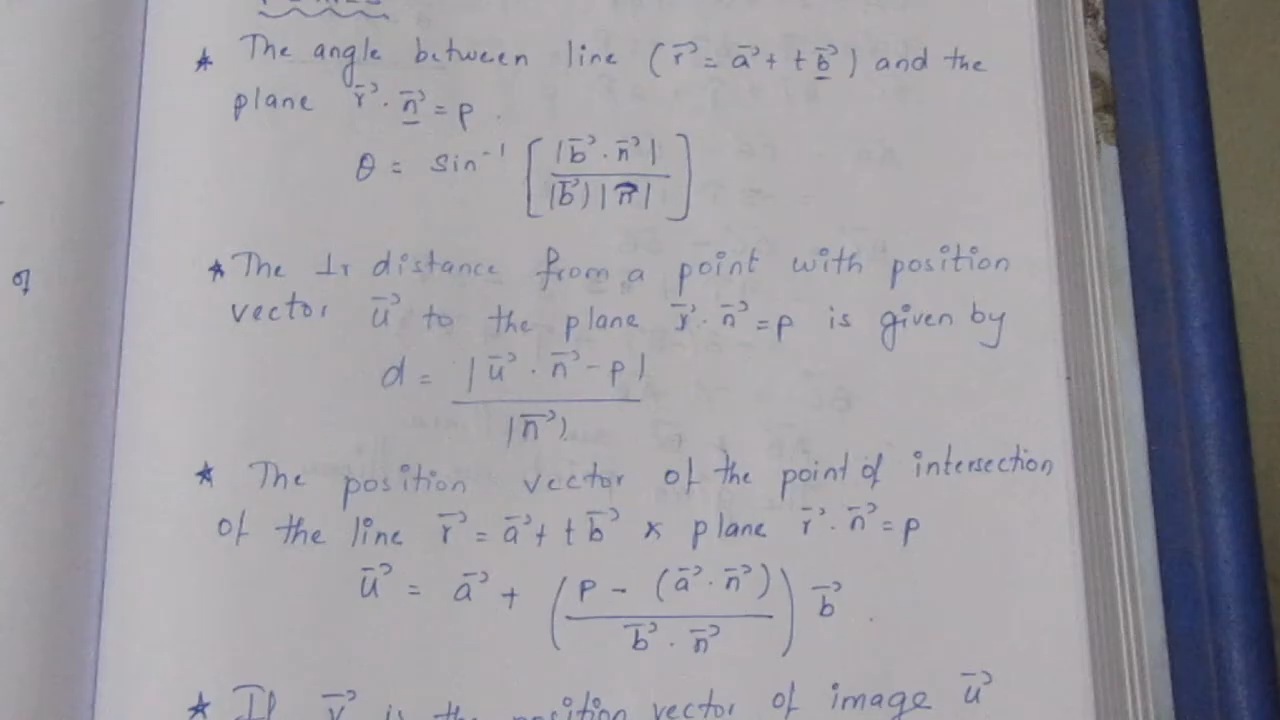 * The angle between line (r⃗ = a⃗ + t b⃗) and the
plane r⃗ . n⃗ = p .
θ = sin⁻¹ [ |b⃗ . n⃗| / |b⃗| |n⃗| ]
* The ⊥r distance from a point with position
vector u⃗ to the plane r⃗ . n⃗ = p is given by
d = |u⃗ . n⃗ - p| / |n⃗|
* The position vector of the point of intersection
of the line r⃗ = a⃗ + t b⃗ x plane r⃗ . n⃗ = p
u⃗ = a⃗ + ( p - (a⃗ . n⃗) / b⃗ . n⃗ ) b⃗ .
* If v⃗ is the position vector of image u⃗